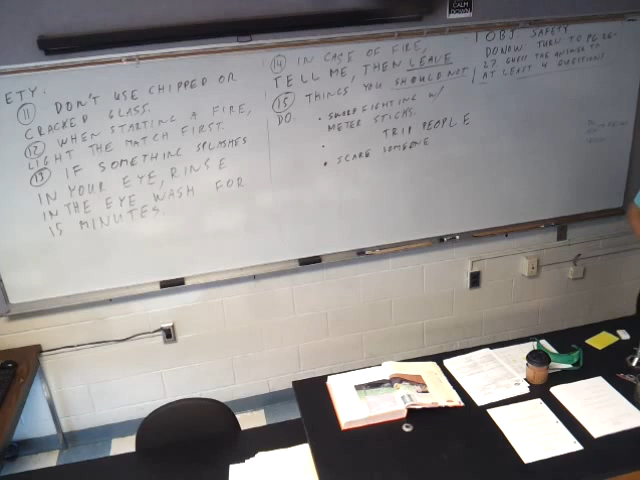 CALM
DOWN
ETY:
11 DON'T USE CHIPPED OR
CRACKED GLASS.
12 WHEN STARTING A FIRE,
LIGHT THE MATCH FIRST.
13 IF SOMETHING SPLASHES
IN YOUR EYE, RINSE
IN THE EYE WASH FOR
15 MINUTES.
14 IN CASE OF FIRE,
TELL ME, THEN LEAVE
15 THINGS YOU SHOULD NOT
DO.
• SWORD FIGHTING W/
METER STICKS.
• TRIP PEOPLE
• SCARE SOMEONE
1 OBJ SAFETY
DONOW TURN TO PG 26-
27 GUESS THE ANSWER TO
AT LEAST 4 QUESTIONS